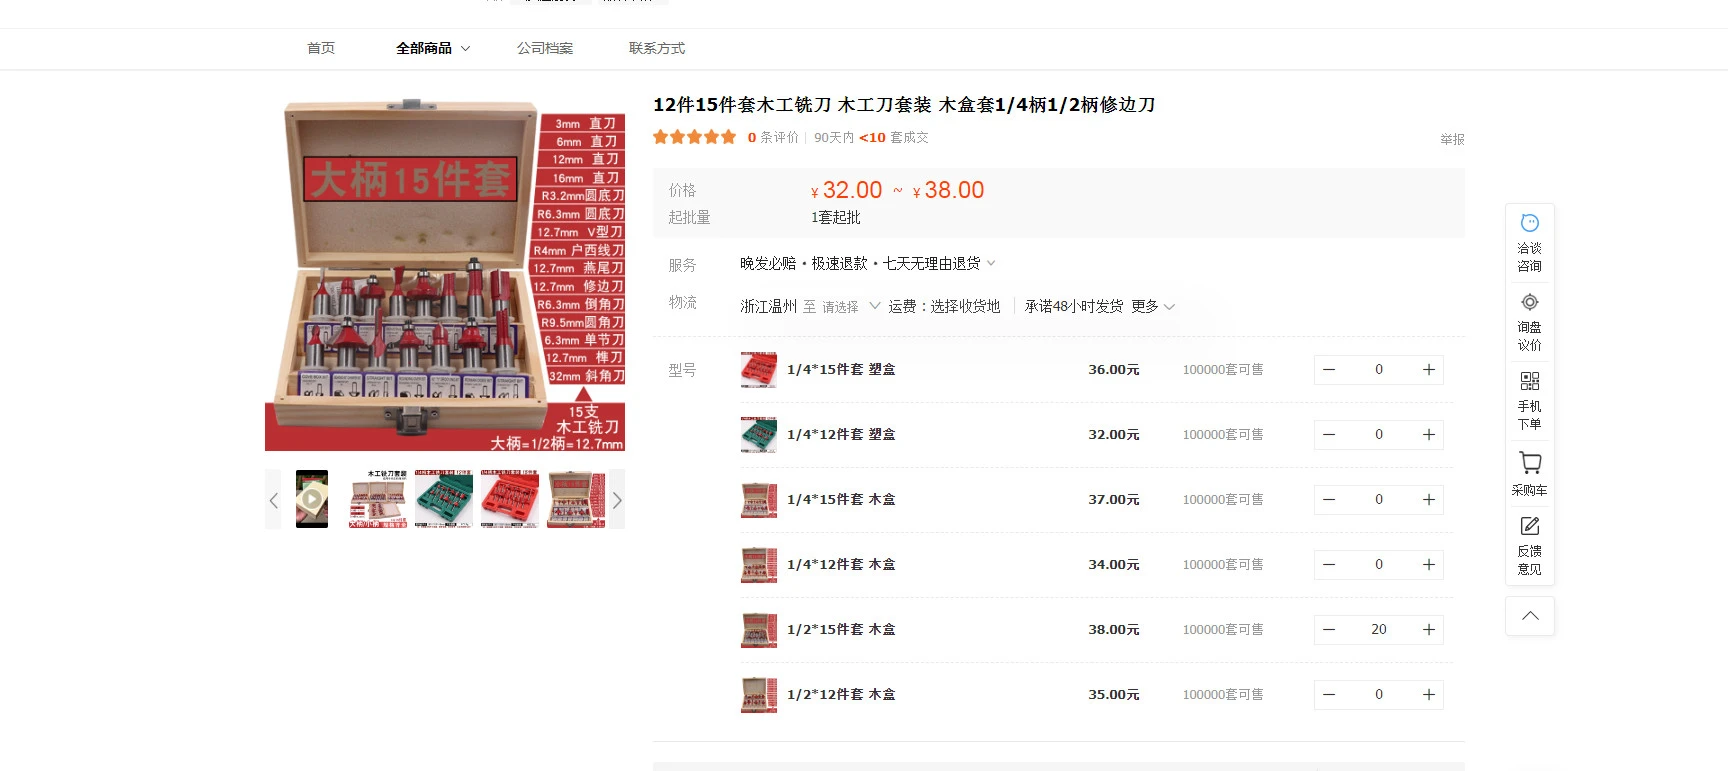 首页
全部商品
公司档案
联系方式
12件15件套木工铣刀 木工刀套装 木盒套1/4柄1/2柄修边刀
0 条评价 90天内 <10 套成交
举报
价格 ¥ 32.00 ~ ¥ 38.00
起批量 1套起批
服务 晚发必赔・极速退款・七天无理由退货
物流 浙江温州 至 请选择 运费：选择收货地 承诺48小时发货 更多
型号
1/4*15件套 塑盒 36.00元 100000套可售 — 0 +
1/4*12件套 塑盒 32.00元 100000套可售 — 0 +
1/4*15件套 木盒 37.00元 100000套可售 — 0 +
1/4*12件套 木盒 34.00元 100000套可售 — 0 +
1/2*15件套 木盒 38.00元 100000套可售 — 20 +
1/2*12件套 木盒 35.00元 100000套可售 — 0 +
大柄15件套
3mm 直刀
6mm 直刀
12mm 直刀
16mm 直刀
R3.2mm圆底刀
R6.3mm 圆底刀
12.7mm V型刀
R4mm 户西线刀
12.7mm 燕尾刀
12.7mm 修边刀
R6.3mm 倒角刀
R9.5mm圆角刀
6.3mm 单节刀
12.7mm 榫刀
32mm 斜角刀
15支
木工铣刀
大柄=1/2柄=12.7mm
木工铣刀套装
洽谈
咨询
询盘
议价
手机
下单
采购车
反馈
意见